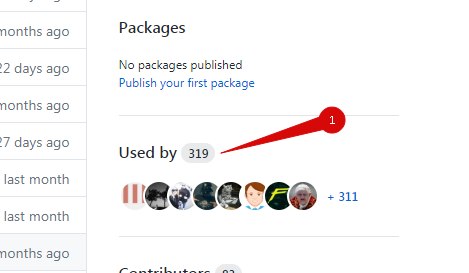 months ago
Packages
22 days ago
No packages published
Publish your first package
months ago
1
27 days ago
Used by 319
last month
+ 311
last month
months ago
Contributors